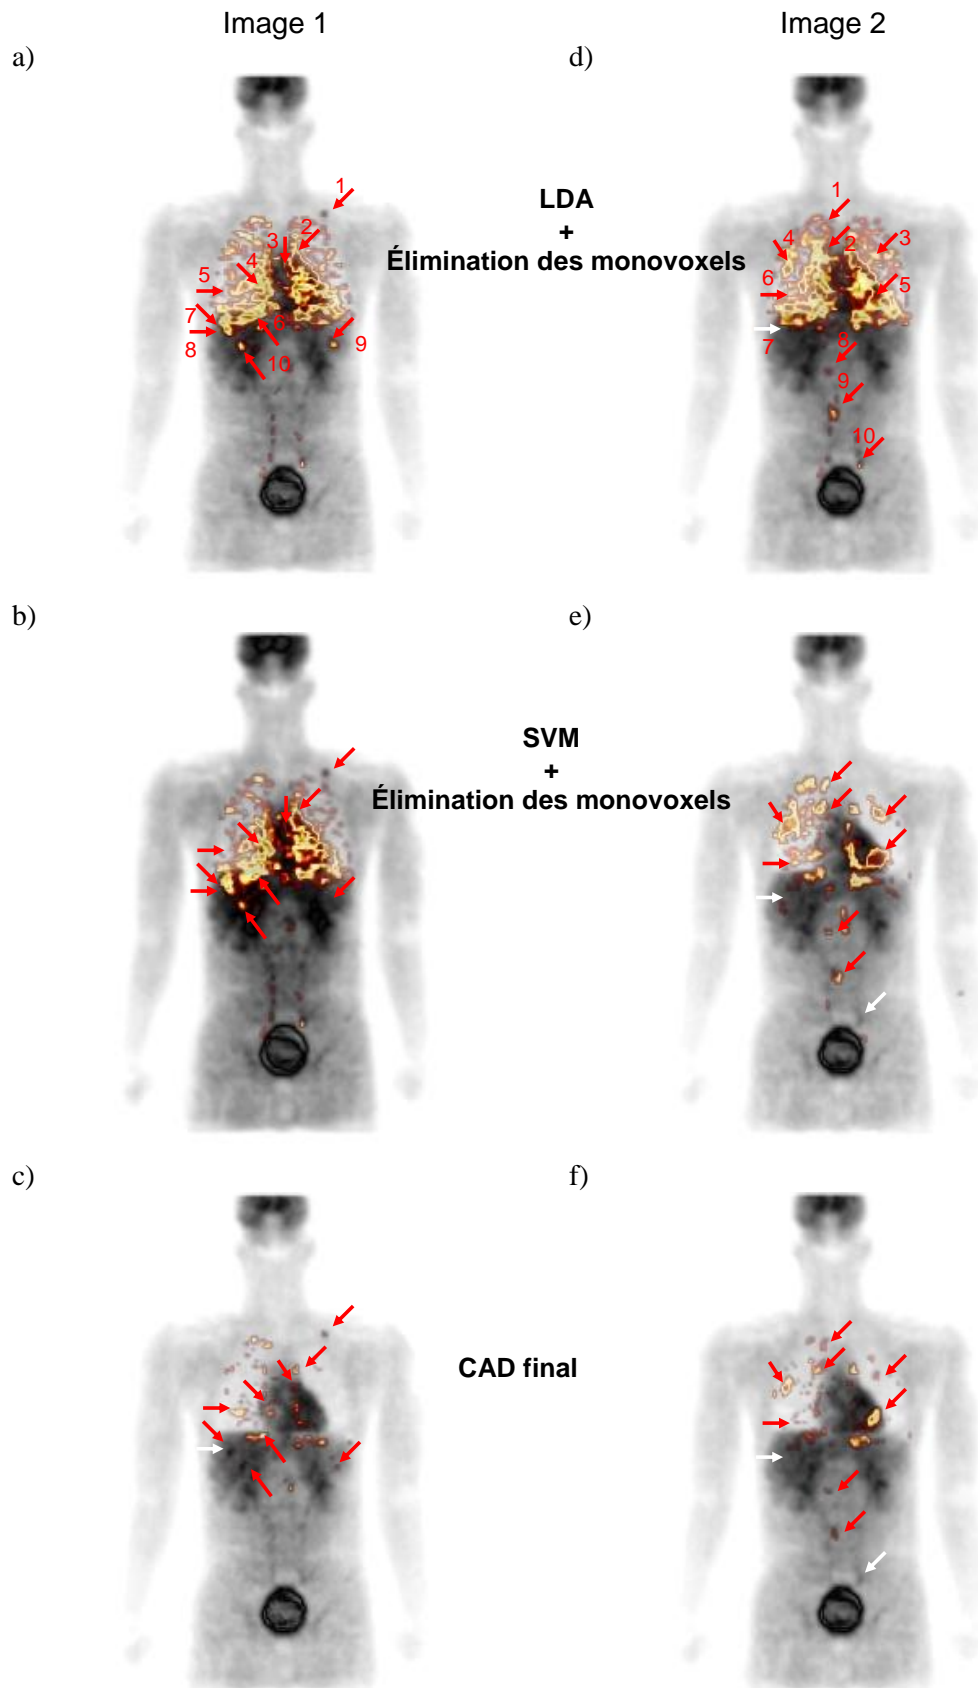 Image 1
Image 2
a)
d)
1
2
3
4
5
6
7
8
9
10
LDA
+
Élimination des monovoxels
1
2
3
4
5
6
7
8
9
10
b)
e)
SVM
+
Élimination des monovoxels
c)
f)
CAD final